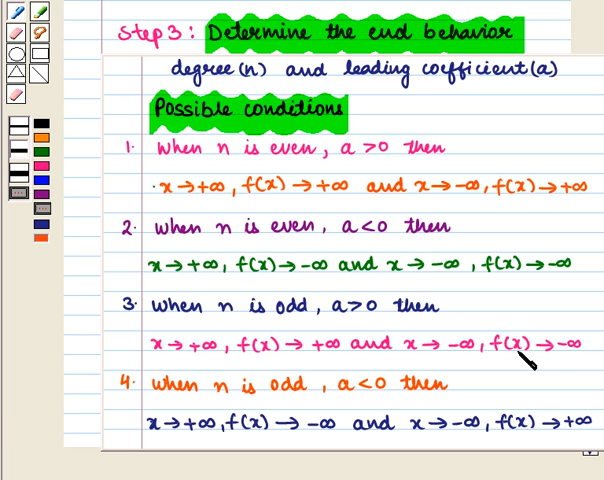 Step 3: Determine the end behavior
degree(n) and leading coefficient(a)
Possible conditions
1. when n is even, a >0 then
· x→+∞, f(x)→+∞ and x→-∞, f(x)→+∞
2. when n is even, a<0 then
x→+∞, f(x)→-∞ and x→-∞, f(x)→-∞
3. when n is odd, a>0 then
x→+∞, f(x)→+∞ and x→-∞, f(x)→-∞
4. when n is odd, a<0 then
x→+∞, f(x)→-∞ and x→-∞, f(x)→+∞